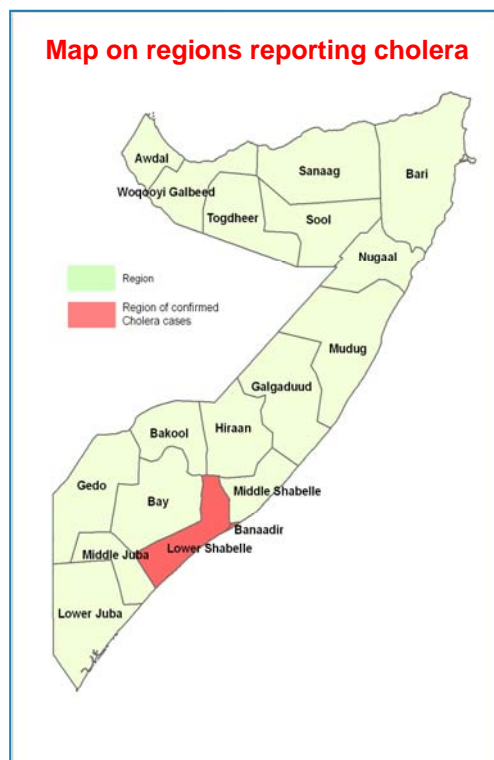 Map on regions reporting cholera
Awdal
Sanaag
Bari
Woqooyi Galbeed
Togdheer
Sool
Nugaal
Region
Region of confirmed
Cholera cases
Mudug
Galgaduud
Hiraan
Bakool
Gedo
Bay
Middle Shabelle
Banaadir
Lower Shabelle
Middle Juba
Lower Juba